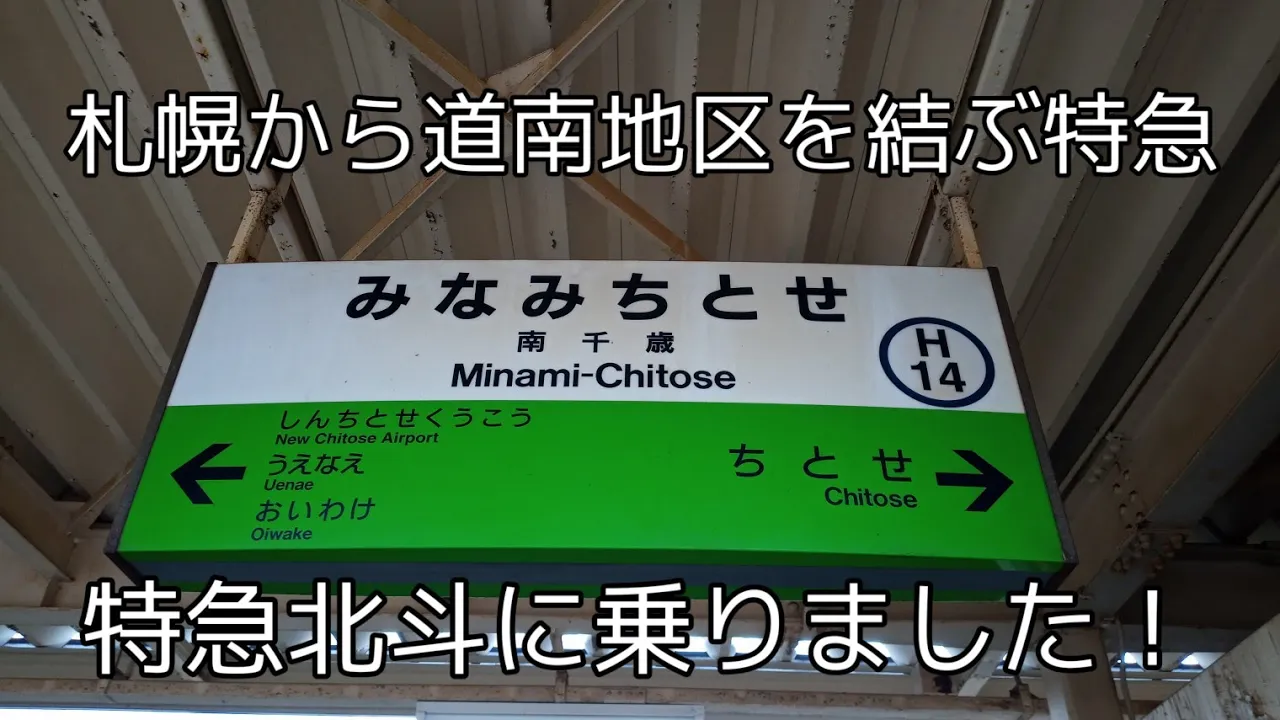 札幌から道南地区を結ぶ特急
みなみちとせ
南千歳
Minami-Chitose
H
14
しんちとせくうこう
New Chitose Airport
うえなえ
Uenae
おいわけ
Oiwake
ちとせ
Chitose
特急北斗に乗りました！